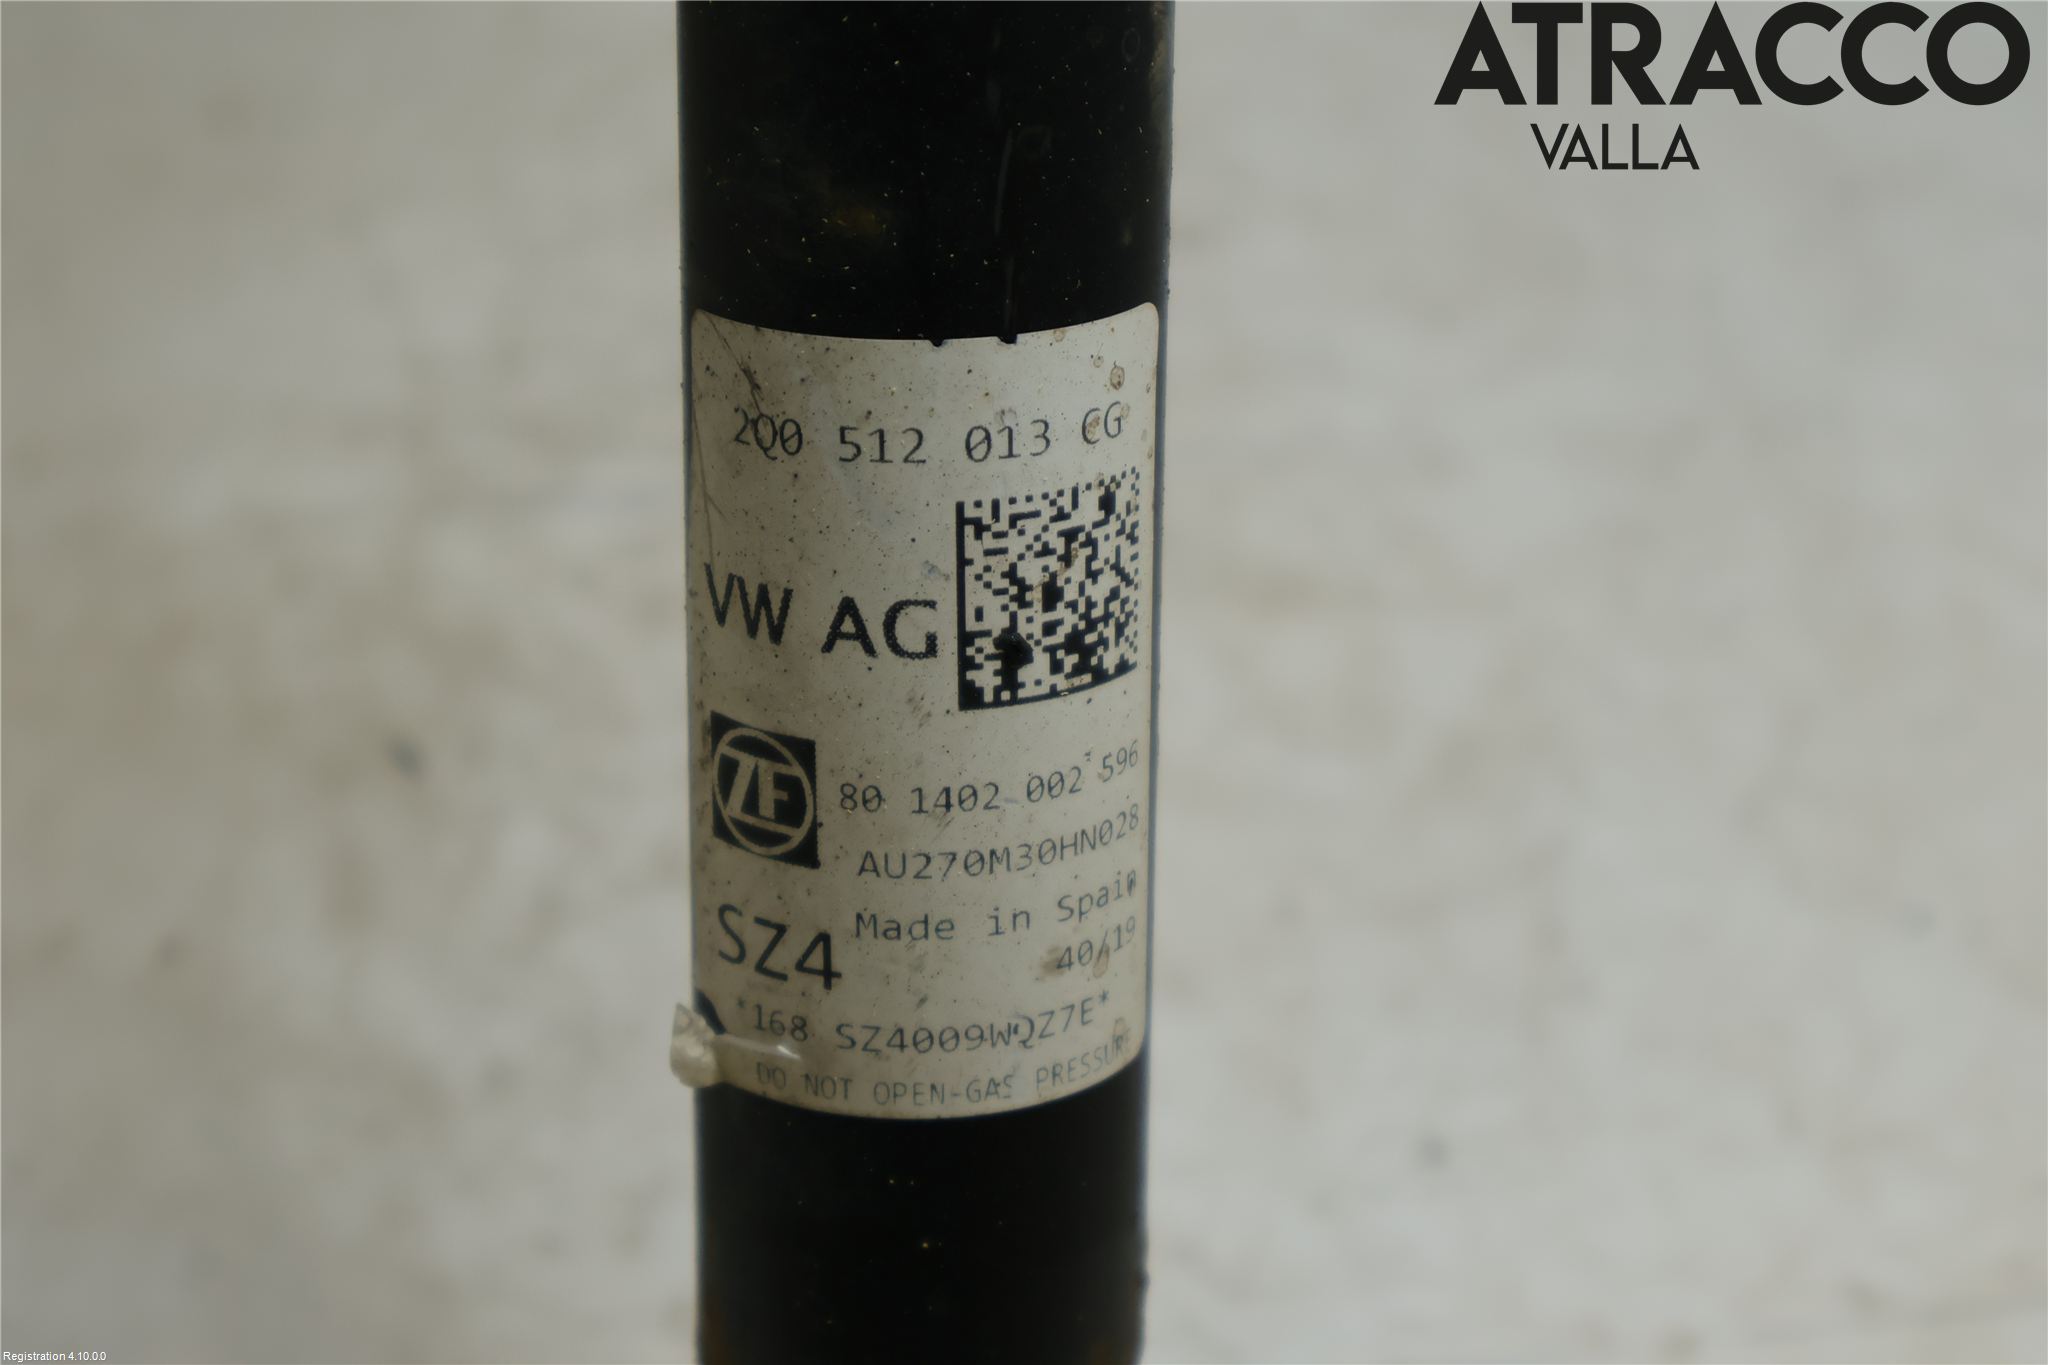 ATRACCO
VALLA
2Q0 512 013 CG
VW AG
ZF
80 1402 002 596
AU270M30HN028
Made in Spain
SZ4
40/19
*168 SZ4009WQZ7E*
DO NOT OPEN-GAS PRESSURE
Registration 4.10.0.0